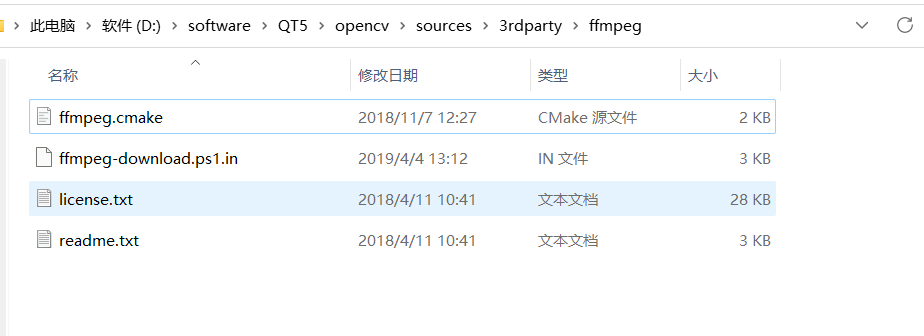 此电脑 > 软件 (D:) > software > QT5 > opencv > sources > 3rdparty > ffmpeg
名称 修改日期 类型 大小
ffmpeg.cmake 2018/11/7 12:27 CMake 源文件 2 KB
ffmpeg-download.ps1.in 2019/4/4 13:12 IN 文件 3 KB
license.txt 2018/4/11 10:41 文本文档 28 KB
readme.txt 2018/4/11 10:41 文本文档 3 KB